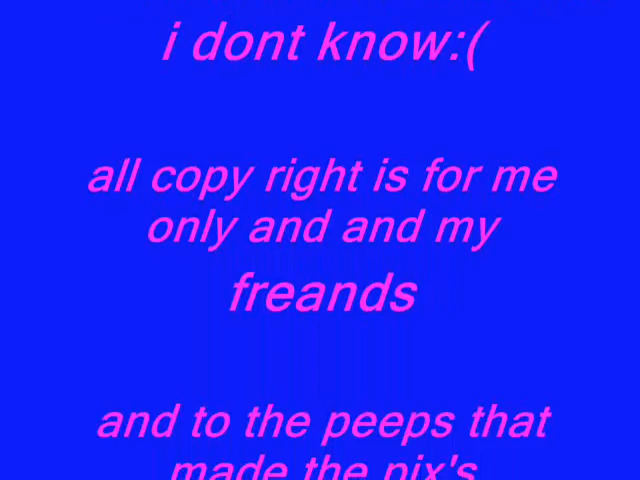 i dont know:(
all copy right is for me
only and and my
freands
and to the peeps that
made the pix's